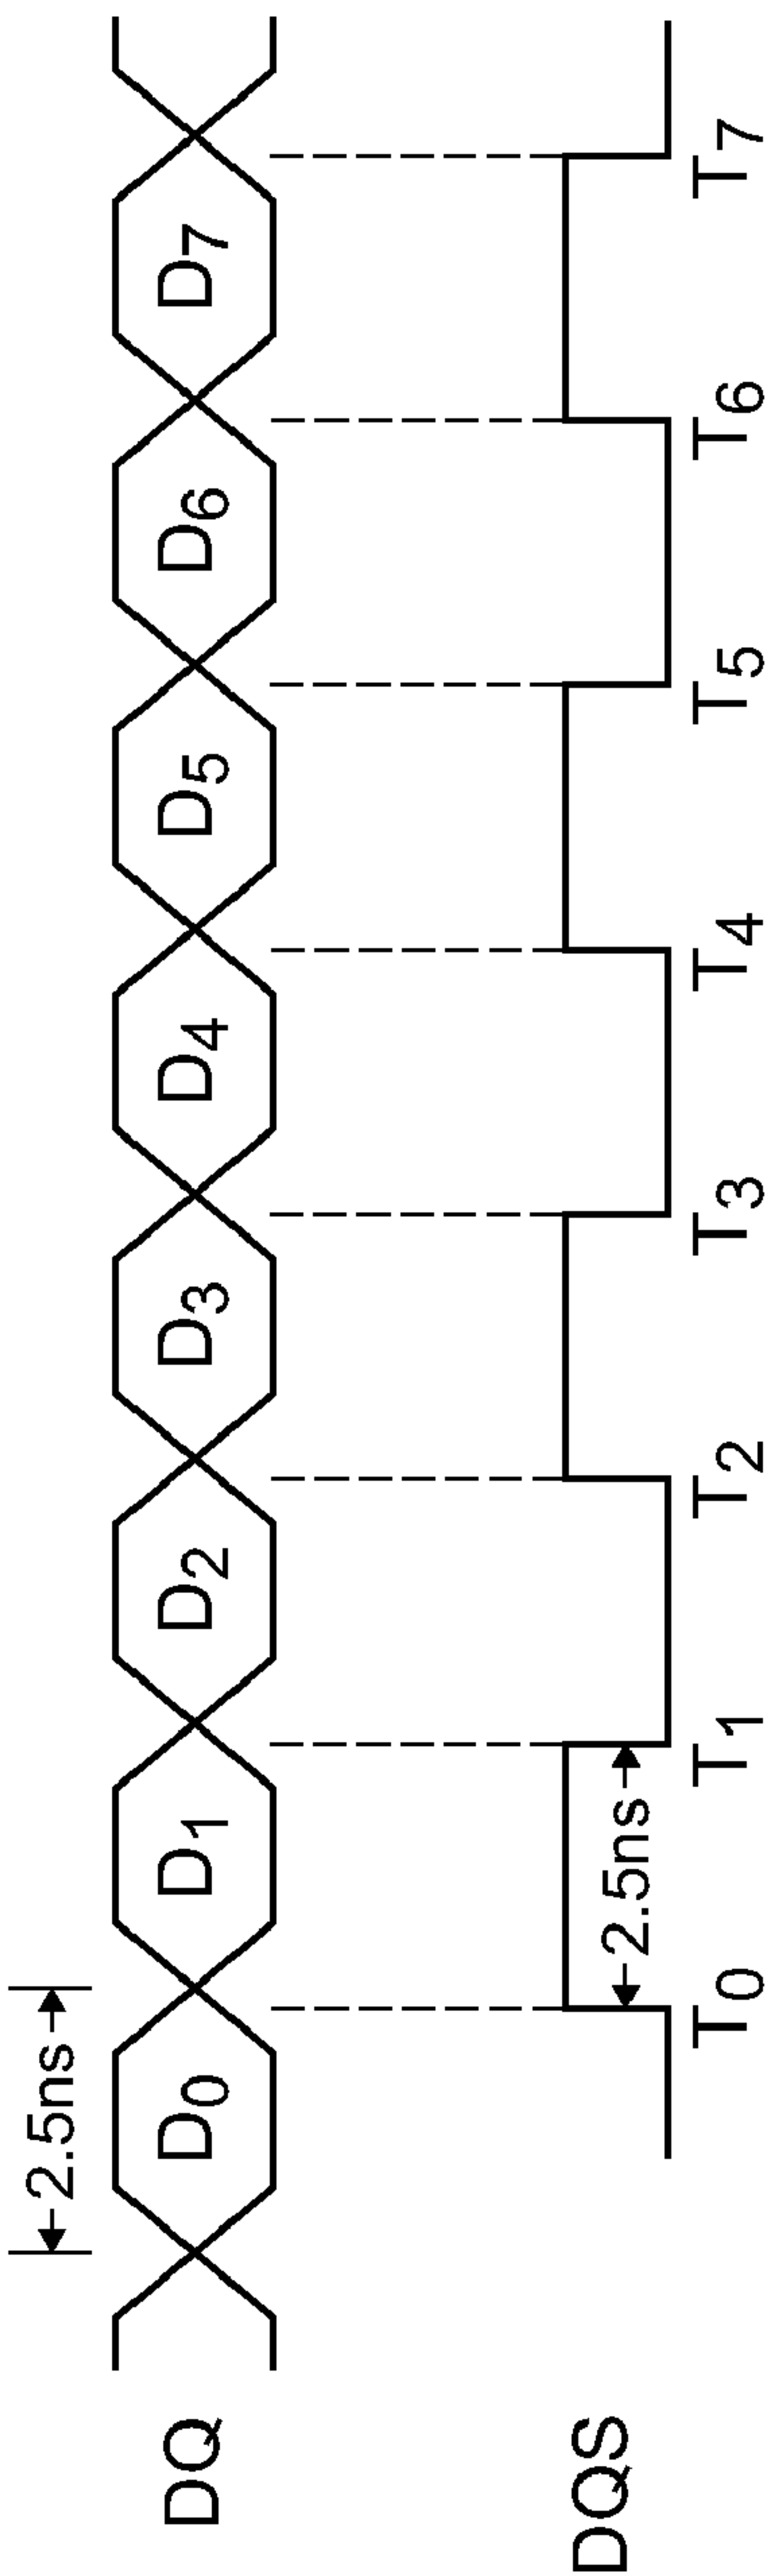 2.5ns
DQ D0 D1 D2 D3 D4 D5 D6 D7
2.5ns
DQS
T0 T1 T2 T3 T4 T5 T6 T7